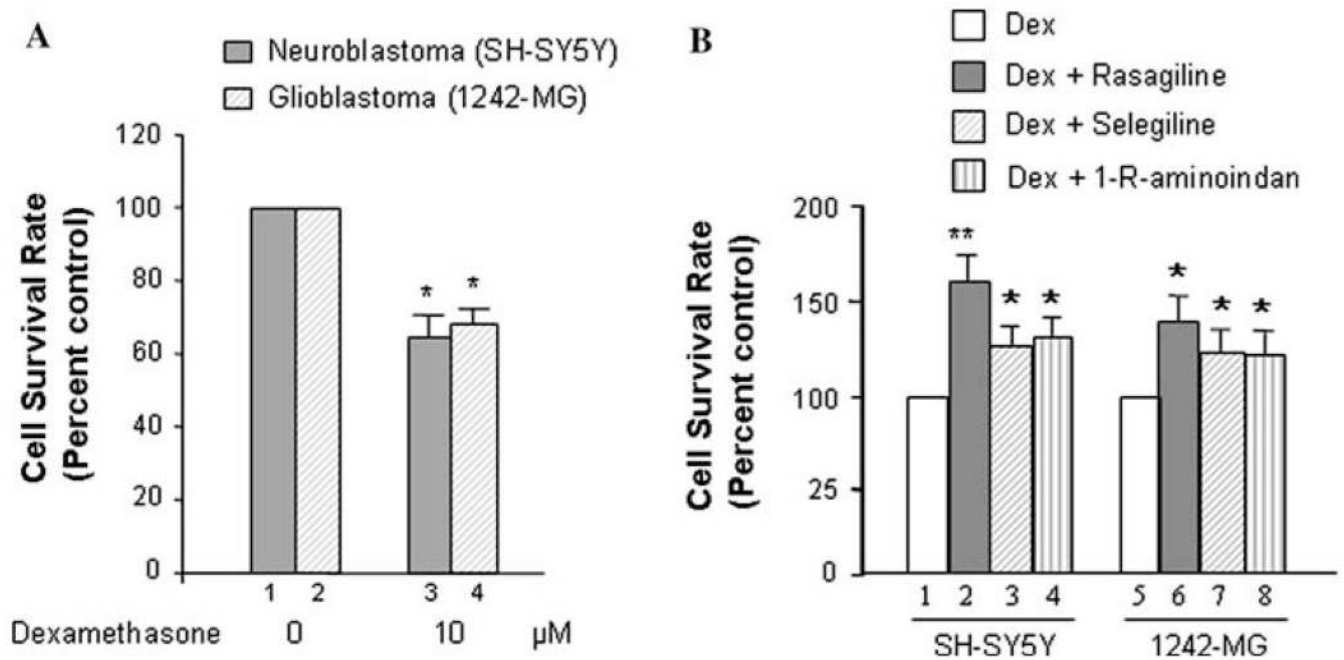 A
Neuroblastoma (SH-SY5Y)
Glioblastoma (1242-MG)
Cell Survival Rate
(Percent control)
120
100
80
60
40
20
0
* *
1 2 3 4
Dexamethasone 0 10 µM
B
Dex
Dex + Rasagiline
Dex + Selegiline
Dex + 1-R-aminoindan
Cell Survival Rate
(Percent control)
200
150
100
25
0
** * * * * *
1 2 3 4 5 6 7 8
SH-SY5Y 1242-MG